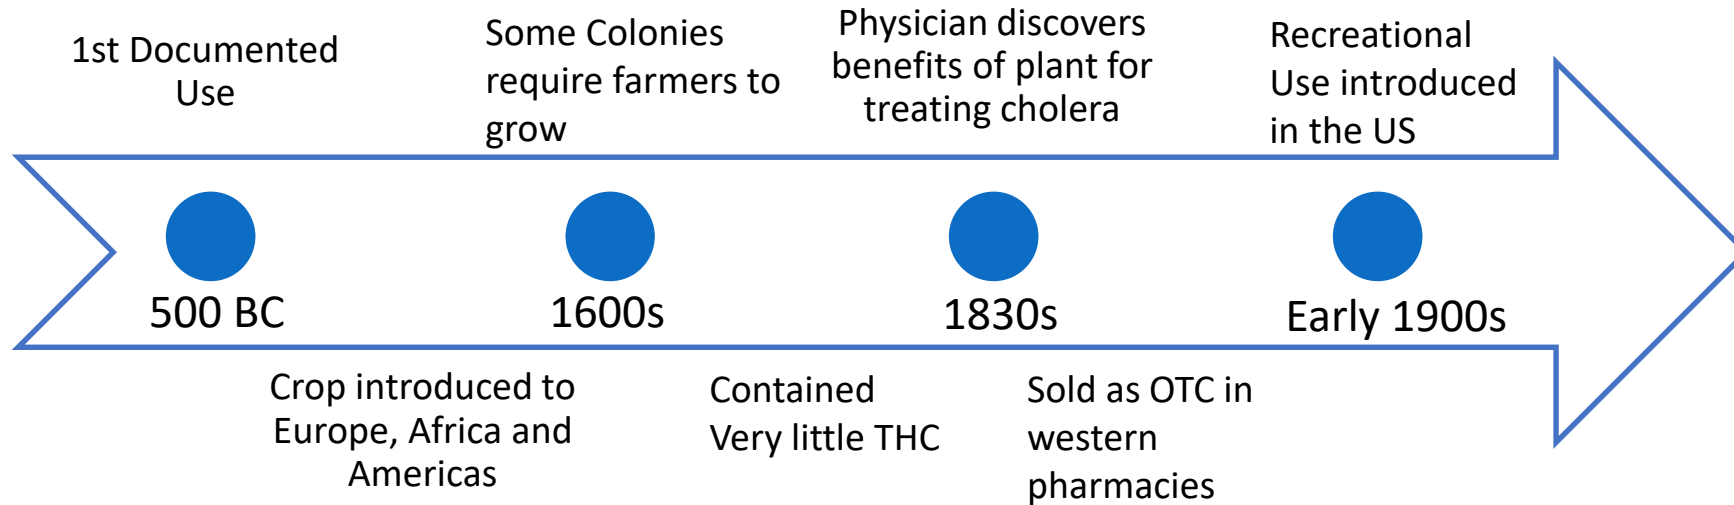 1st Documented
Use
Some Colonies
require farmers to
grow
Physician discovers
benefits of plant for
treating cholera
Recreational
Use introduced
in the US
500 BC
1600s
1830s
Early 1900s
Crop introduced to
Europe, Africa and
Americas
Contained
Very little THC
Sold as OTC in
western
pharmacies